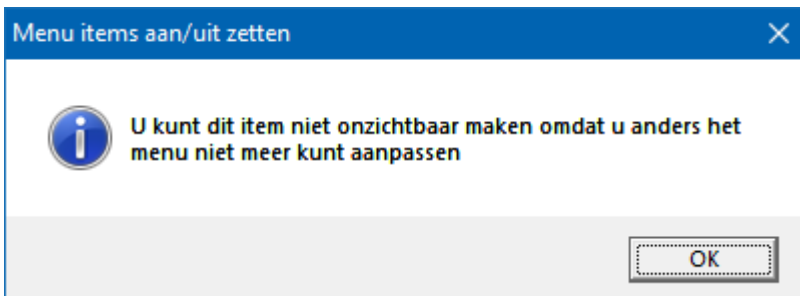 Menu items aan/uit zetten
U kunt dit item niet onzichtbaar maken omdat u anders het
menu niet meer kunt aanpassen
OK